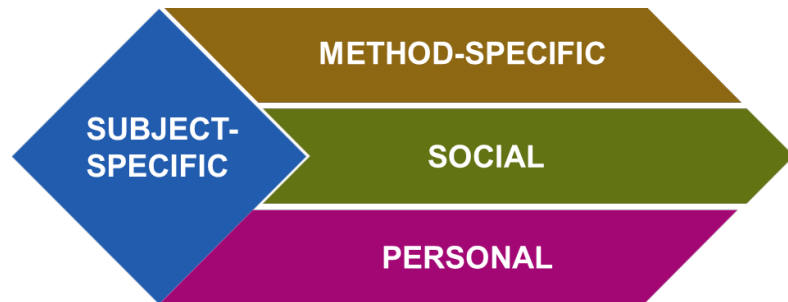 SUBJECT-
SPECIFIC
METHOD-SPECIFIC
SOCIAL
PERSONAL